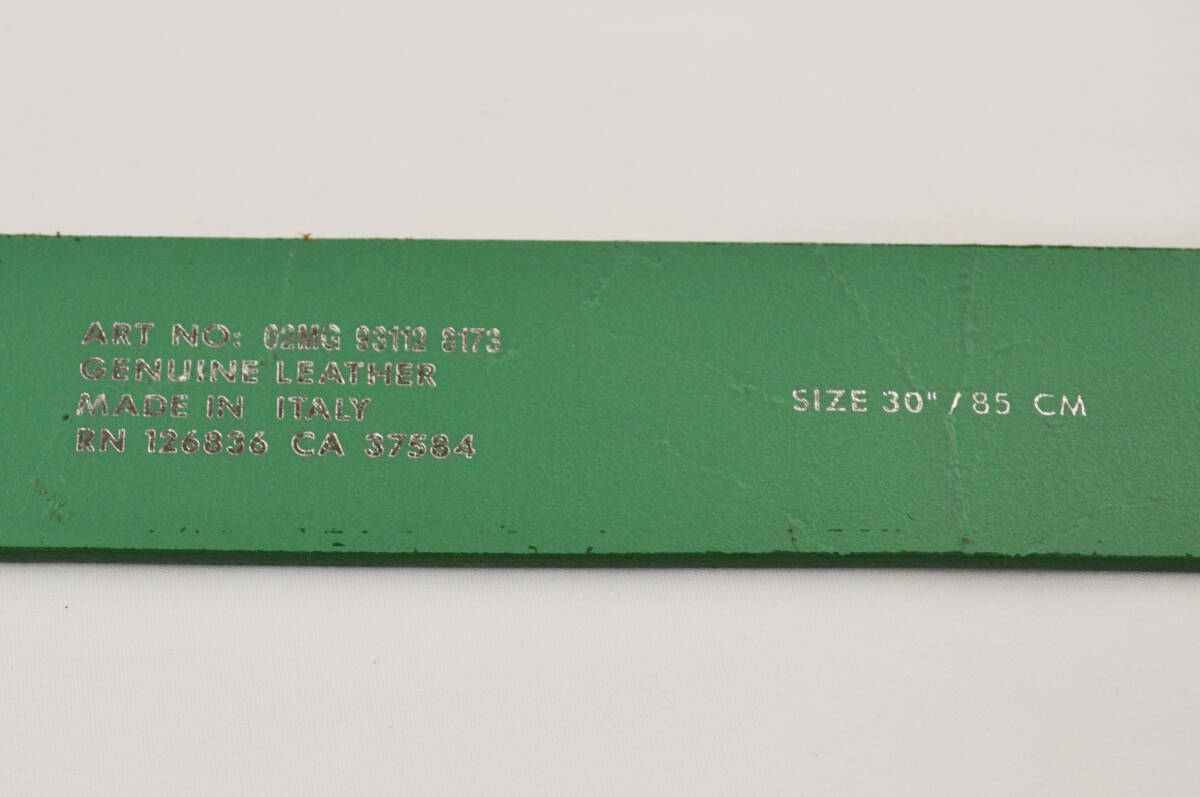 ART NO: 02MG 93112 8173
GENUINE LEATHER
MADE IN ITALY
RN 126836 CA 37584
SIZE 30" / 85 CM